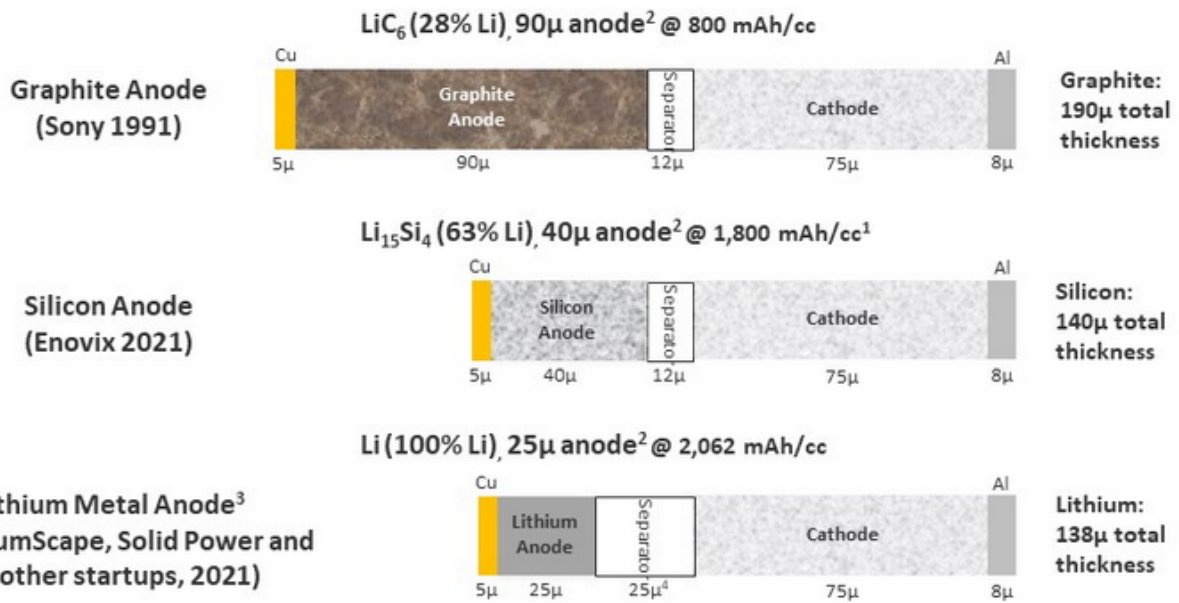 LiC₆ (28% Li), 90µ anode² @ 800 mAh/cc
Graphite Anode
(Sony 1991)
Cu
Graphite
Anode
Separator
Cathode
Al
5µ 90µ 12µ 75µ 8µ
Graphite:
190µ total
thickness
Li₁₅Si₄ (63% Li), 40µ anode² @ 1,800 mAh/cc¹
Silicon Anode
(Enovix 2021)
Cu
Silicon
Anode
Separato
Cathode
Al
5µ 40µ 12µ 75µ 8µ
Silicon:
140µ total
thickness
Li (100% Li), 25µ anode² @ 2,062 mAh/cc
thium Metal Anode³
umScape, Solid Power and
other startups, 2021)
Cu
Lithium
Anode
Separato
Cathode
Al
5µ 25µ 25µ⁴ 75µ 8µ
Lithium:
138µ total
thickness